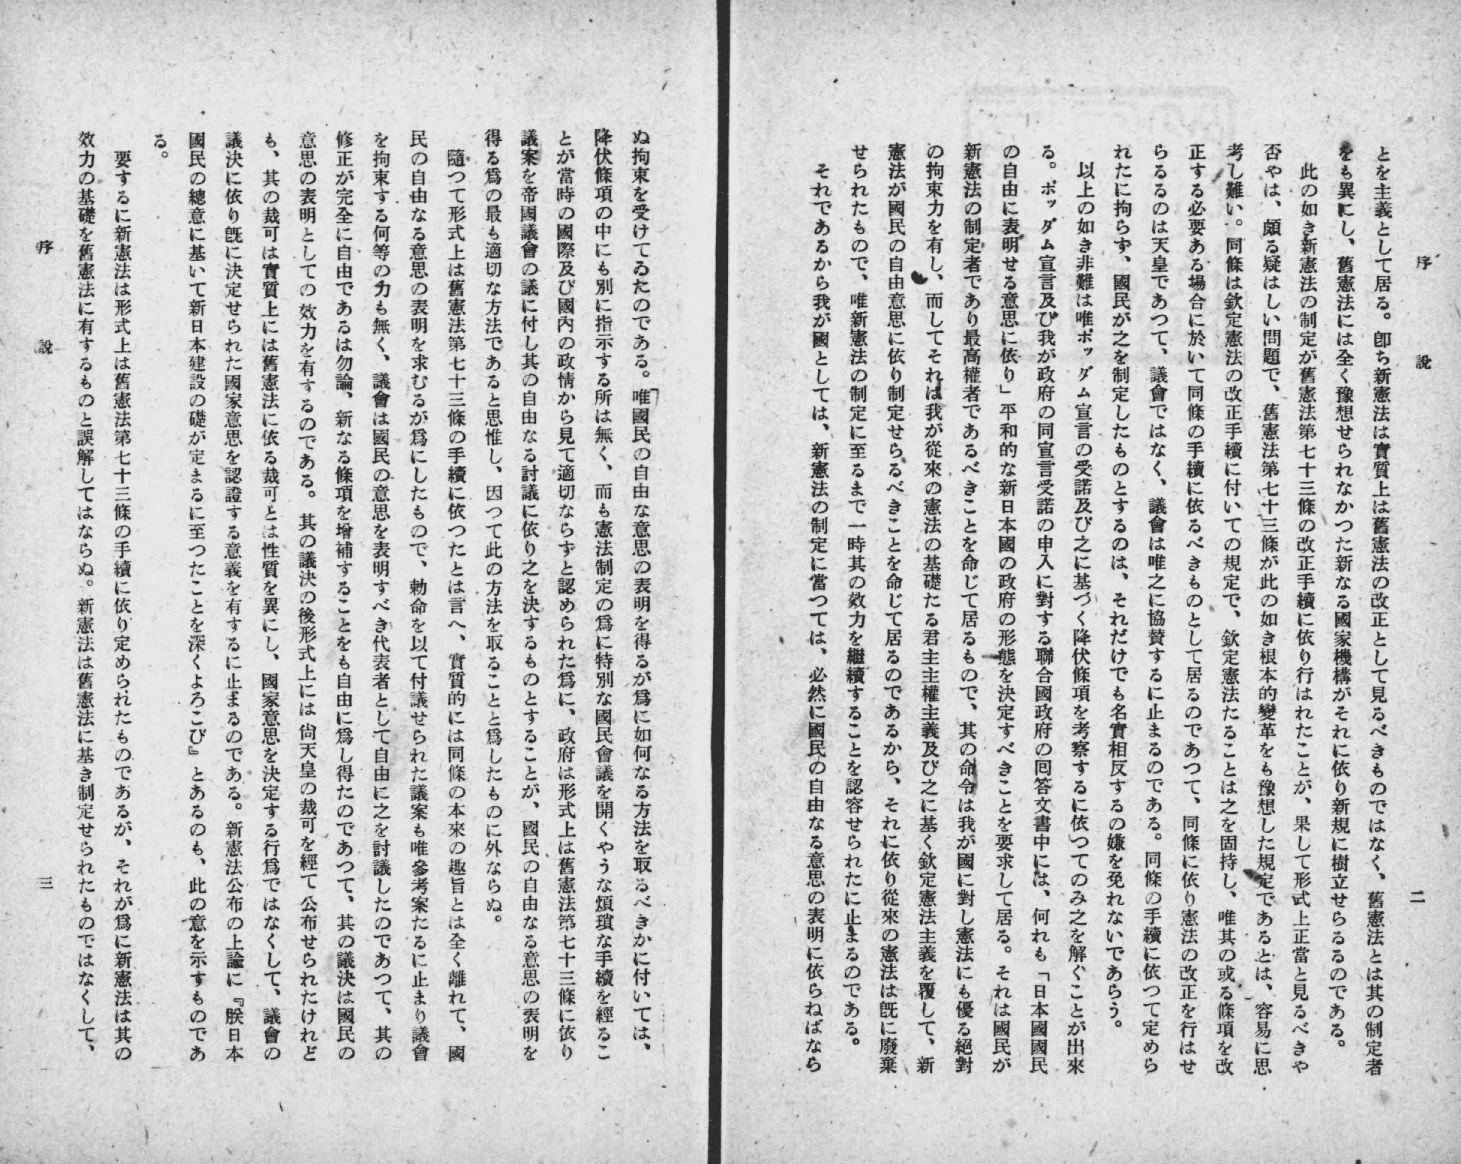 序　說
二
とを主義として居る。卽ち新憲法は實質上は舊憲法の改正として見るべきものではなく、舊憲法とは其の制定者
をも異にし、舊憲法には全く豫想せられなかつた新なる國家機構がそれに依り新規に樹立せらるるのである。
此の如き新憲法の制定が舊憲法第七十三條の改正手續に依り行はれたことが、果して形式上正當と見るべきや
否やは、頗る疑はしい問題で、舊憲法第七十三條が此の如き根本的變革をも豫想した規定であるとは、容易に思
考し難い。同條は欽定憲法の改正手續に付いての規定で、欽定憲法たることは之を固持し、唯其の或る條項を改
正する必要ある場合に於いて同條の手續に依るべきものとして居るのであつて、同條に依り憲法の改正を行はせ
らるるのは天皇であつて、議會ではなく、議會は唯之に協贊するに止まるのである。同條の手續に依つて定めら
れたに拘らず、國民が之を制定したものとするのは、それだけでも名實相反するの嫌を免れないであらう。
以上の如き非難は唯ポッダム宣言の受諾及び之に基づく降伏條項を考察するに依つてのみ之を解ぐことが出來
る。ポッダム宣言及び我が政府の同宣言受諾の申入に對する聯合國政府の回答文書中には、何れも「日本國國民
の自由に表明せる意思に依り」平和的な新日本國の政府の形態を決定すべきことを要求して居る。それは國民が
新憲法の制定者であり最高權者であるべきことを命じて居るもので、其の命令は我が國に對し憲法にも優る絕對
の拘束力を有し、而してそれは我が從來の憲法の基礎たる君主主權主義及び之に基く欽定憲法主義を覆して、新
憲法が國民の自由意思に依り制定せらるべきことを命じて居るのであるから、それに依り從來の憲法は旣に廢棄
せられたもので、唯新憲法の制定に至るまで一時其の效力を繼續することを認容せられたに止まるのである。
それであるから我が國としては、新憲法の制定に當つては、必然に國民の自由なる意思の表明に依らねばなら
ぬ拘束を受けてゐたのである。「唯國民の自由な意思の表明を得るが爲に如何なる方法を取るべきかに付いては、
降伏條項の中にも別に指示する所は無く、而も憲法制定の爲に特別な國民會議を開くやうな煩瑣な手續を經るこ
とが當時の國際及び國內の政情から見て適切ならずと認められた爲に、政府は形式上は舊憲法第七十三條に依り
議案を帝國議會の議に付し其の自由なる討議に依り之を決するものとすることが、國民の自由なる意思の表明を
得る爲の最も適切な方法であると思惟し、因つて此の方法を取ることと爲したものに外ならぬ。
隨つて形式上は舊憲法第七十三條の手續に依つたとは言へ、實質的には同條の本來の趣旨とは全く離れて、國
民の自由なる意思の表明を求むるが爲にしたもので、勅命を以て付議せられた議案も唯參考案たるに止まり議會
を拘束する何等の力も無く、議會は國民の意思を表明すべき代表者として自由に之を討議したのであつて、其の
修正が完全に自由であるは勿論、新なる條項を增補することをも自由に爲し得たのであつて、其の議決は國民の
意思の表明としての效力を有するのである。其の議決の後形式上には尙天皇の裁可を經て公布せられたけれど
も、其の裁可は實質上には舊憲法に依る裁可とは性質を異にし、國家意思を決定する行爲ではなくして、議會の
議決に依り旣に決定せられた國家意思を認證する意義を有するに止まるのである。新憲法公布の上諭に『朕日本
國民の總意に基いて新日本建設の礎が定まるに至つたことを深くよろこび』とあるのも、此の意を示すものであ
る。
要するに新憲法は形式上は舊憲法第七十三條の手續に依り定められたものであるが、それが爲に新憲法は其の
效力の基礎を舊憲法に有するものと誤解してはならぬ。新憲法は舊憲法に基き制定せられたものではなくして、
序　說
三